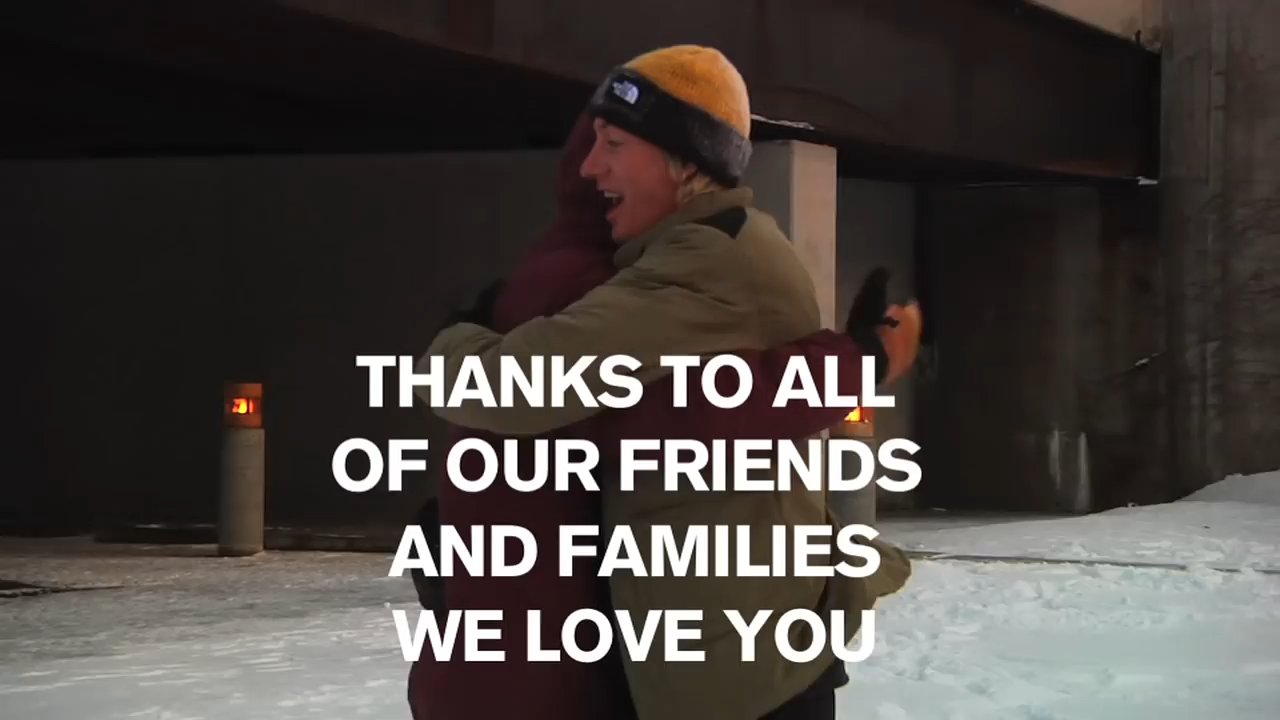 THANKS TO ALL
OF OUR FRIENDS
AND FAMILIES
WE LOVE YOU